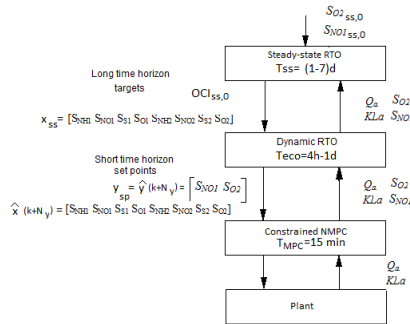 S_O2 ss,0
S_NO1 ss,0
Steady-state RTO
Tss= (1-7)d
Long time horizon
targets
OCI_ss,0
x_ss = [S_NH1 S_NO1 S_S1 S_O1 S_NH2 S_NO2 S_S2 S_O2]
Q_a S_O2
KLa S_NO1
Dynamic RTO
Teco=4h-1d
Short time horizon
set points
y_sp = ŷ (k+N_y) = [S_NO1 S_O2]
x̂ (k+N_y) = [S_NH1 S_NO1 S_S1 S_O1 S_NH2 S_NO2 S_S2 S_O2]
Q_a S_O2
KLa S_NO1
Constrained NMPC
T_MPC=15 min
Q_a
KLa
Plant